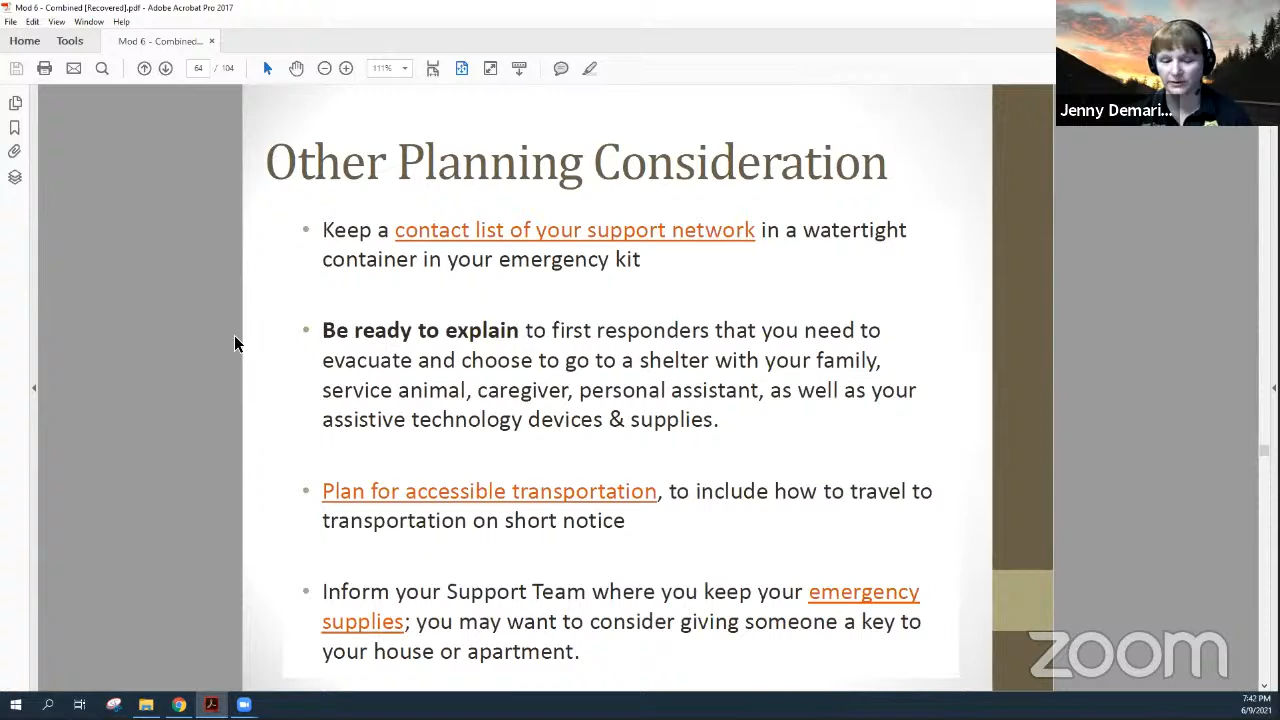 Mod 6 - Combined [Recovered].pdf - Adobe Acrobat Pro 2017
File Edit View Window Help
Home Tools Mod 6 - Combined... ×
64 / 104 111%
Jenny Demari...
Other Planning Consideration
• Keep a contact list of your support network in a watertight
container in your emergency kit
• Be ready to explain to first responders that you need to
evacuate and choose to go to a shelter with your family,
service animal, caregiver, personal assistant, as well as your
assistive technology devices & supplies.
• Plan for accessible transportation, to include how to travel to
transportation on short notice
• Inform your Support Team where you keep your emergency
supplies; you may want to consider giving someone a key to
your house or apartment.
zoom
7:42 PM
6/9/2021